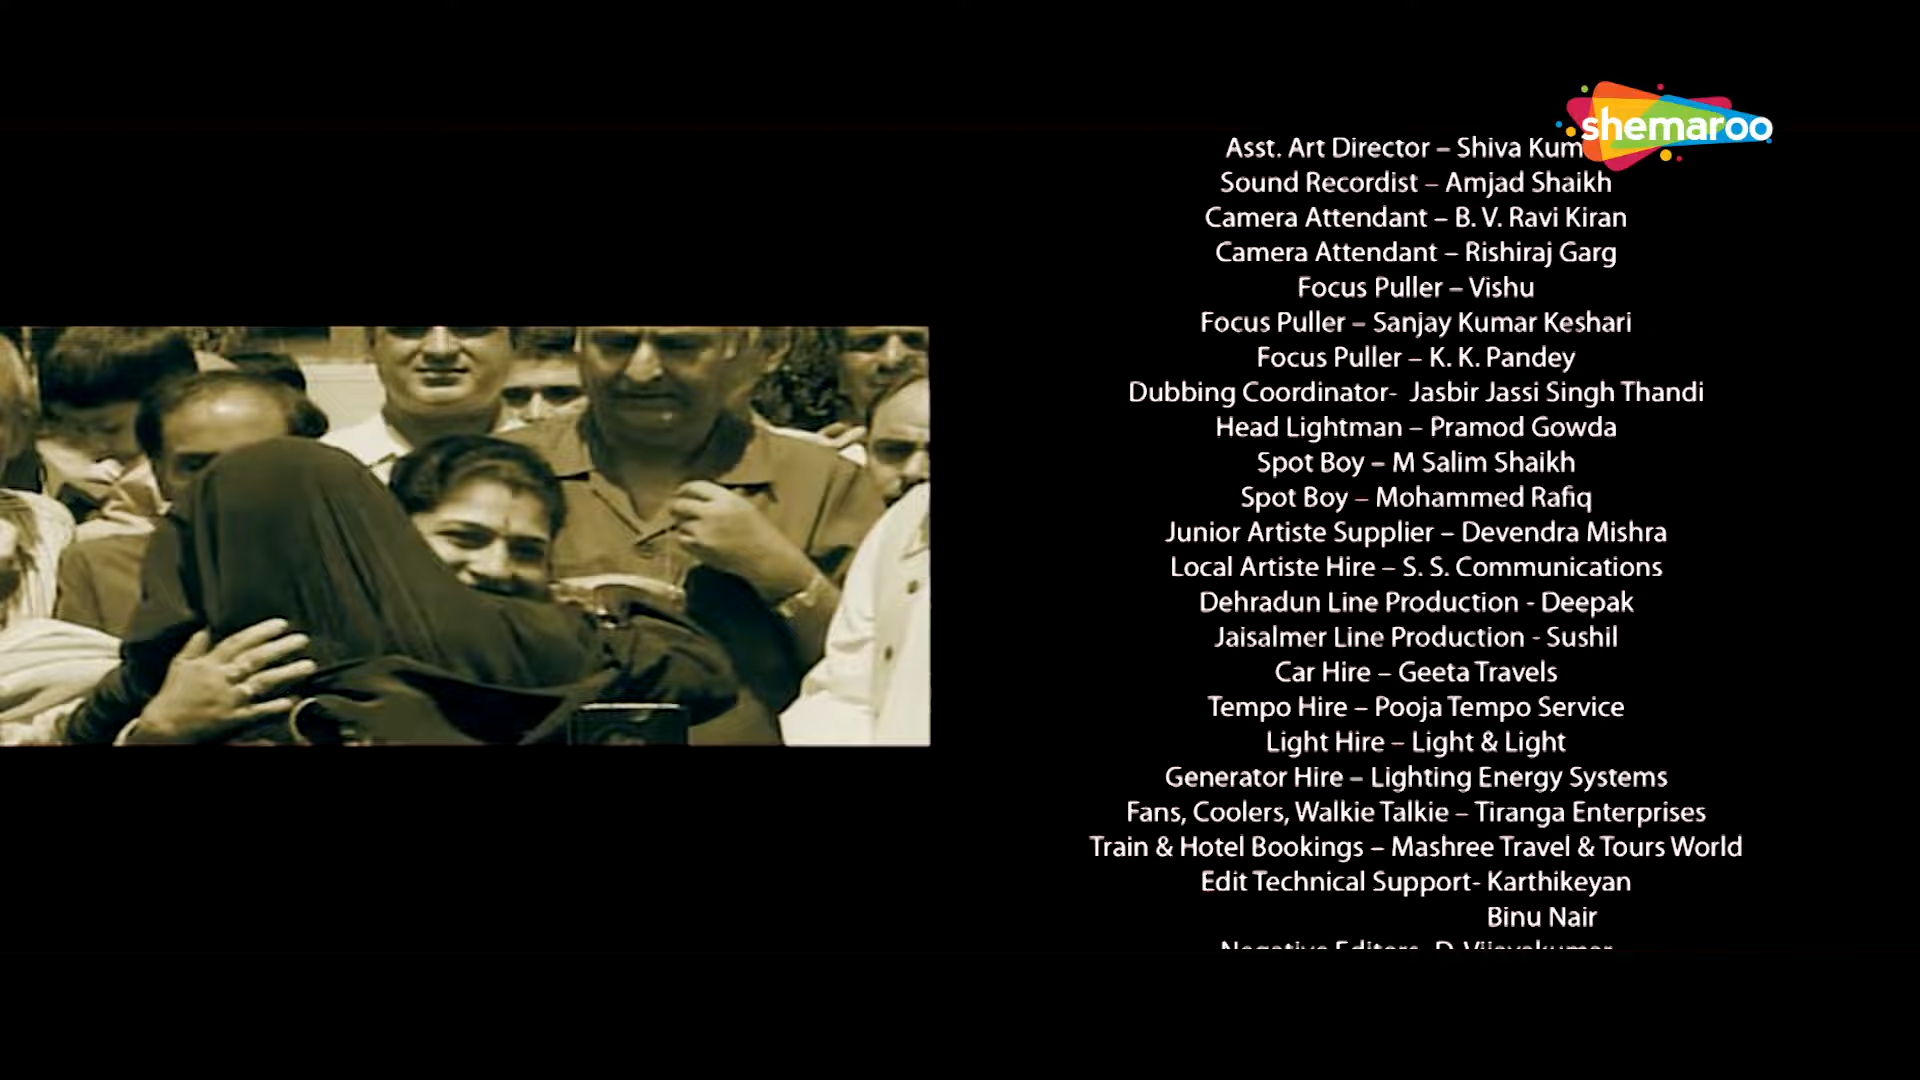 shemaroo
Asst. Art Director – Shiva
Sound Recordist – Amjad Shaikh
Camera Attendant – B. V. Ravi Kiran
Camera Attendant – Rishiraj Garg
Focus Puller – Vishu
Focus Puller – Sanjay Kumar Keshari
Focus Puller – K. K. Pandey
Dubbing Coordinator- Jasbir Jassi Singh Thandi
Head Lightman – Pramod Gowda
Spot Boy – M Salim Shaikh
Spot Boy – Mohammed Rafiq
Junior Artiste Supplier – Devendra Mishra
Local Artiste Hire – S. S. Communications
Dehradun Line Production - Deepak
Jaisalmer Line Production - Sushil
Car Hire – Geeta Travels
Tempo Hire – Pooja Tempo Service
Light Hire – Light & Light
Generator Hire – Lighting Energy Systems
Fans, Coolers, Walkie Talkie – Tiranga Enterprises
Train & Hotel Bookings – Mashree Travel & Tours World
Edit Technical Support- Karthikeyan
Binu Nair